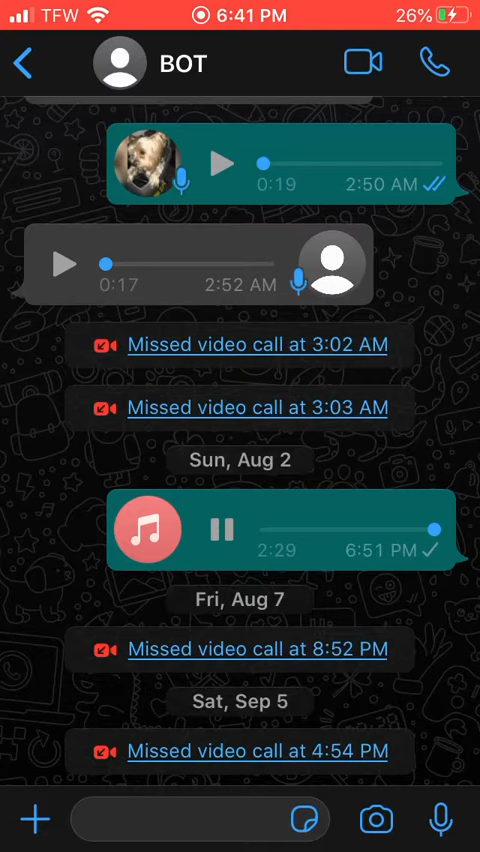 TFW 6:41 PM 26%
BOT
0:19 2:50 AM
0:17 2:52 AM
Missed video call at 3:02 AM
Missed video call at 3:03 AM
Sun, Aug 2
2:29 6:51 PM
Fri, Aug 7
Missed video call at 8:52 PM
Sat, Sep 5
Missed video call at 4:54 PM